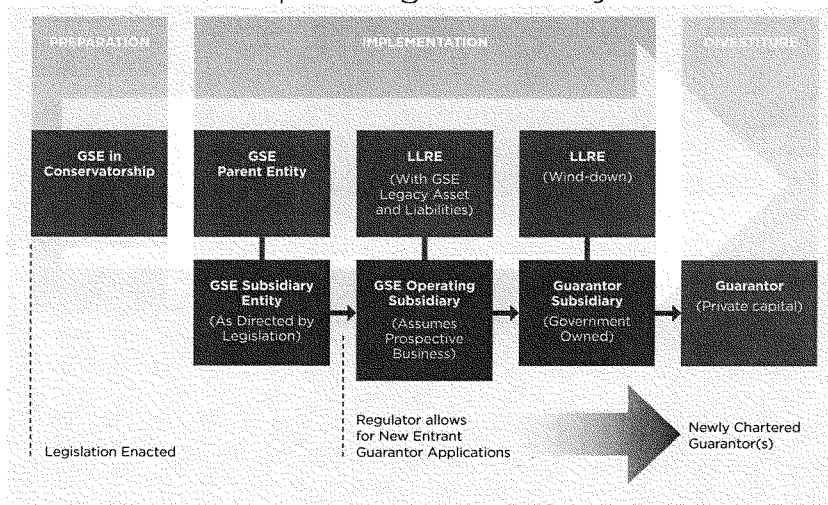 PREPARATION
IMPLEMENTATION
DIVESTITURE
GSE in
Conservatorship
GSE
Parent Entity
LLRE
(With GSE
Legacy Asset
and Liabilities)
LLRE
(Wind-down)
GSE Subsidiary
Entity
(As Directed by
Legislation)
GSE Operating
Subsidiary
(Assumes
Prospective
Business)
Guarantor
Subsidiary
(Government
Owned)
Guarantor
(Private capital)
Legislation Enacted
Regulator allows
for New Entrant
Guarantor Applications
Newly Chartered
Guarantor(s)